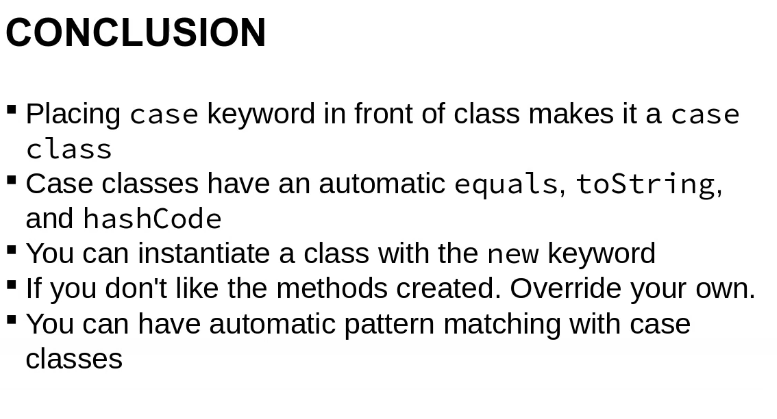 CONCLUSION
▪ Placing case keyword in front of class makes it a case
class
▪ Case classes have an automatic equals, toString,
and hashCode
▪ You can instantiate a class with the new keyword
▪ If you don't like the methods created. Override your own.
▪ You can have automatic pattern matching with case
classes